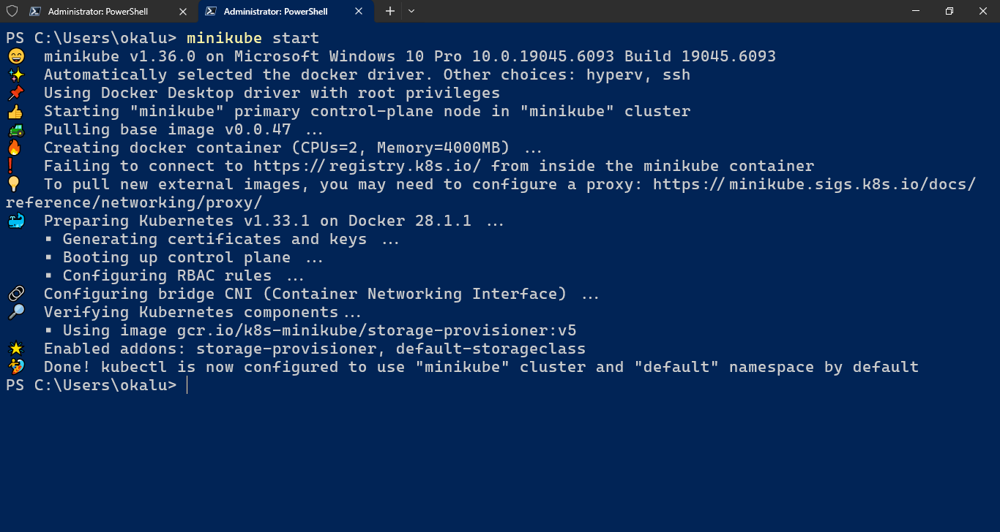 Administrator: PowerShell
Administrator: PowerShell
PS C:\Users\okalu> minikube start
😄 minikube v1.36.0 on Microsoft Windows 10 Pro 10.0.19045.6093 Build 19045.6093
✨ Automatically selected the docker driver. Other choices: hyperv, ssh
📌 Using Docker Desktop driver with root privileges
👍 Starting "minikube" primary control-plane node in "minikube" cluster
🚜 Pulling base image v0.0.47 ...
🔥 Creating docker container (CPUs=2, Memory=4000MB) ...
❗ Failing to connect to https://registry.k8s.io/ from inside the minikube container
💡 To pull new external images, you may need to configure a proxy: https://minikube.sigs.k8s.io/docs/
reference/networking/proxy/
🐳 Preparing Kubernetes v1.33.1 on Docker 28.1.1 ...
▪ Generating certificates and keys ...
▪ Booting up control plane ...
▪ Configuring RBAC rules ...
🔗 Configuring bridge CNI (Container Networking Interface) ...
🔎 Verifying Kubernetes components...
▪ Using image gcr.io/k8s-minikube/storage-provisioner:v5
🌟 Enabled addons: storage-provisioner, default-storageclass
🏄 Done! kubectl is now configured to use "minikube" cluster and "default" namespace by default
PS C:\Users\okalu>